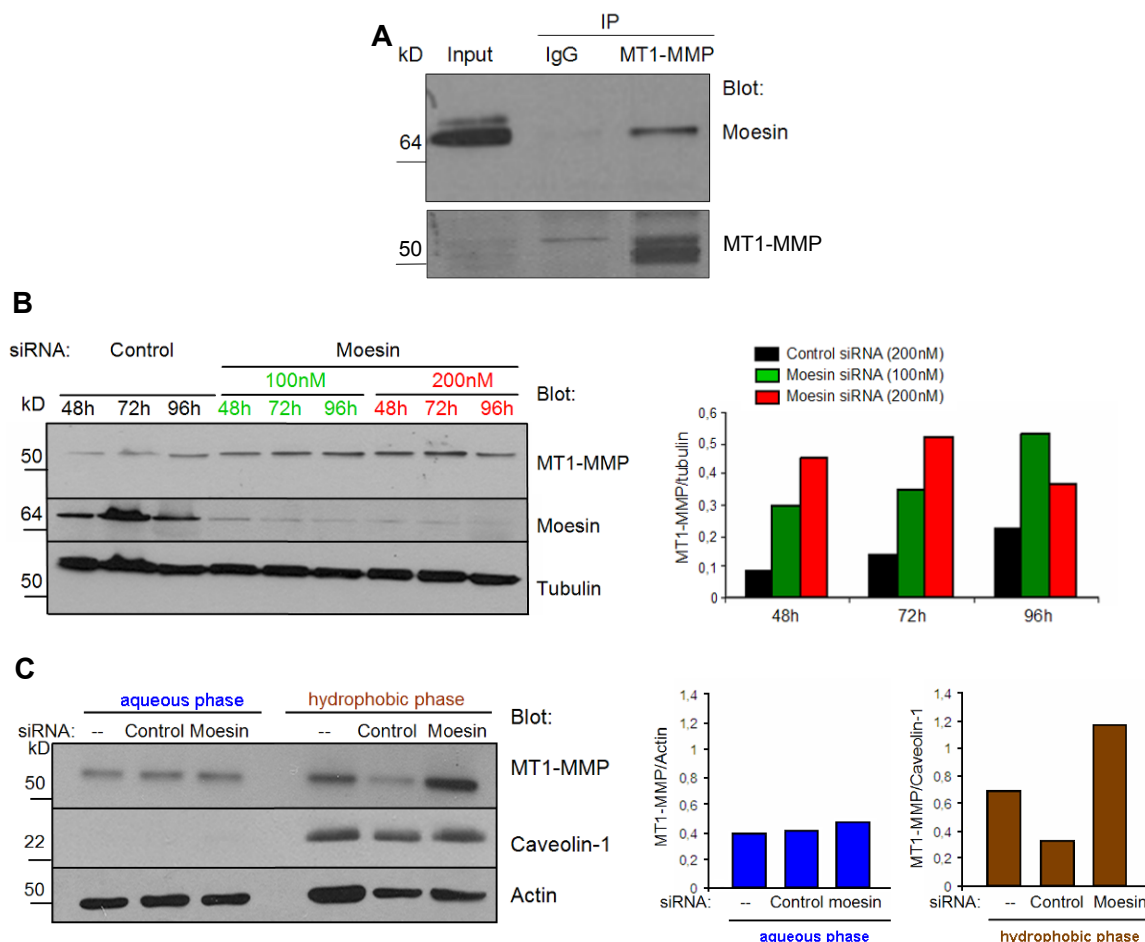 A
IP
kD Input IgG MT1-MMP
Blot:
Moesin
64
MT1-MMP
50
B
siRNA: Control Moesin
100nM 200nM
Blot:
kD
48h 72h 96h 48h 72h 96h 48h 72h 96h
50
MT1-MMP
64
Moesin
50
Tubulin
Control siRNA (200nM)
Moesin siRNA (100nM)
Moesin siRNA (200nM)
MT1-MMP/tubulin
0,6
0,5
0,4
0,3
0,2
0,1
0
48h 72h 96h
C
aqueous phase hydrophobic phase
Blot:
siRNA: -- Control Moesin -- Control Moesin
kD
MT1-MMP
50
22
Caveolin-1
50
Actin
MT1-MMP/Actin
1,4
1,2
1
0,8
0,6
0,4
0,2
0
siRNA: -- Control moesin
aqueous phase
MT1-MMP/Caveolin-1
1,4
1,2
1
0,8
0,6
0,4
0,2
0
siRNA: -- Control Moesin
hydrophobic phase